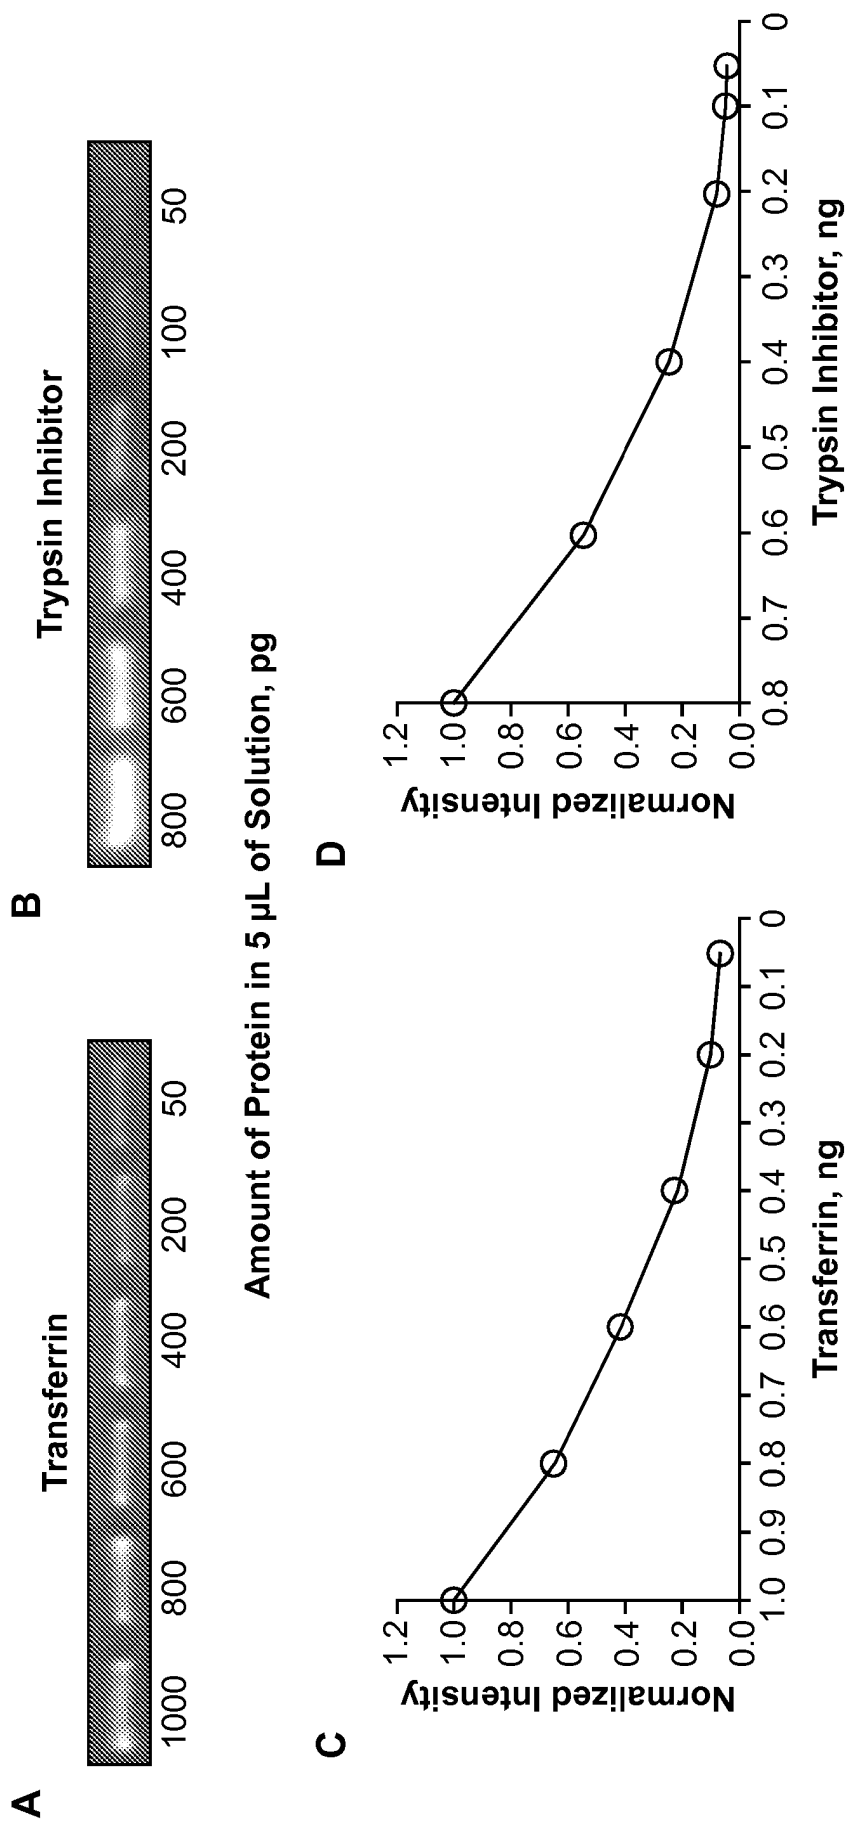 A
Transferrin
1000 800 600 400 200 50
B
Trypsin Inhibitor
800 600 400 200 100 50
Amount of Protein in 5 µL of Solution, pg
C
Normalized Intensity
1.2
1.0
0.8
0.6
0.4
0.2
0.0
1.0 0.9 0.8 0.7 0.6 0.5 0.4 0.3 0.2 0.1 0
Transferrin, ng
D
Normalized Intensity
1.2
1.0
0.8
0.6
0.4
0.2
0.0
0.8 0.7 0.6 0.5 0.4 0.3 0.2 0.1 0
Trypsin Inhibitor, ng